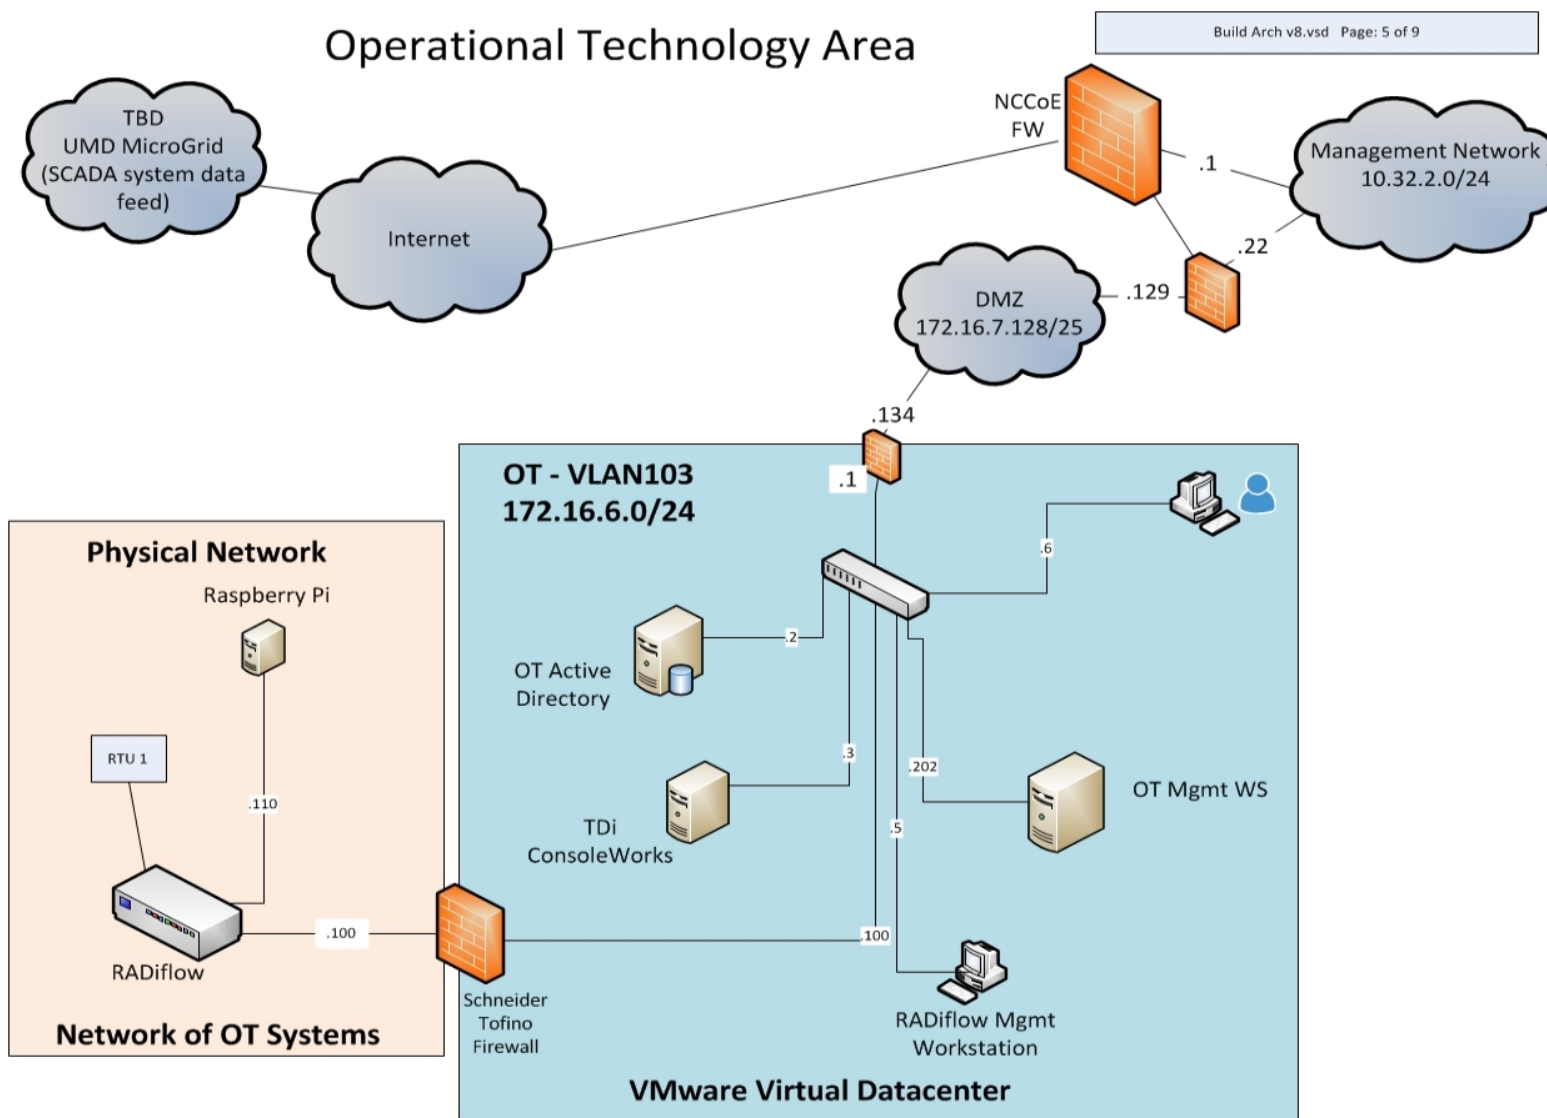 Operational Technology Area
Build Arch v8.vsd   Page: 5 of 9
TBD
UMD MicroGrid
(SCADA system data
feed)
Internet
NCCoE
FW
.1
Management Network
10.32.2.0/24
.22
.129
DMZ
172.16.7.128/25
.134
.1
OT - VLAN103
172.16.6.0/24
.6
.2
OT Active
Directory
.3
TDi
ConsoleWorks
.202
OT Mgmt WS
.5
.100
RADiflow Mgmt
Workstation
VMware Virtual Datacenter
Physical Network
Raspberry Pi
RTU 1
.110
.100
RADiflow
Schneider
Tofino
Firewall
Network of OT Systems